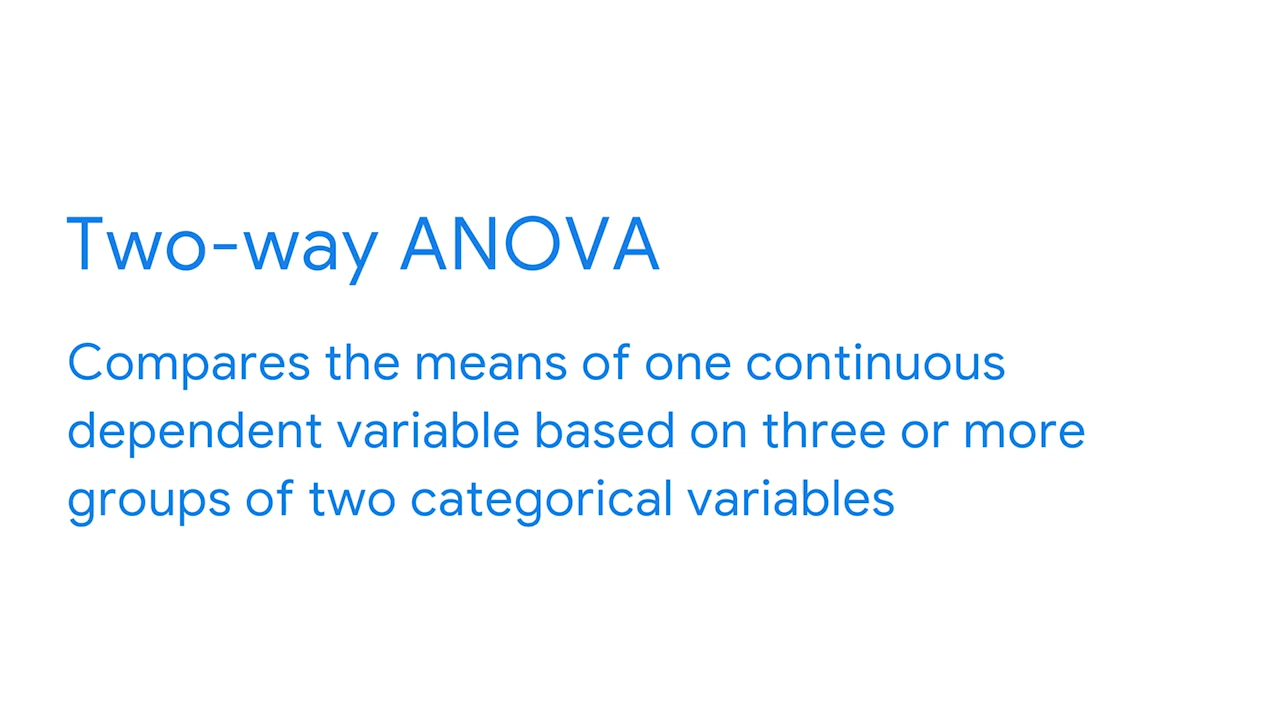 Two-way ANOVA
Compares the means of one continuous
dependent variable based on three or more
groups of two categorical variables